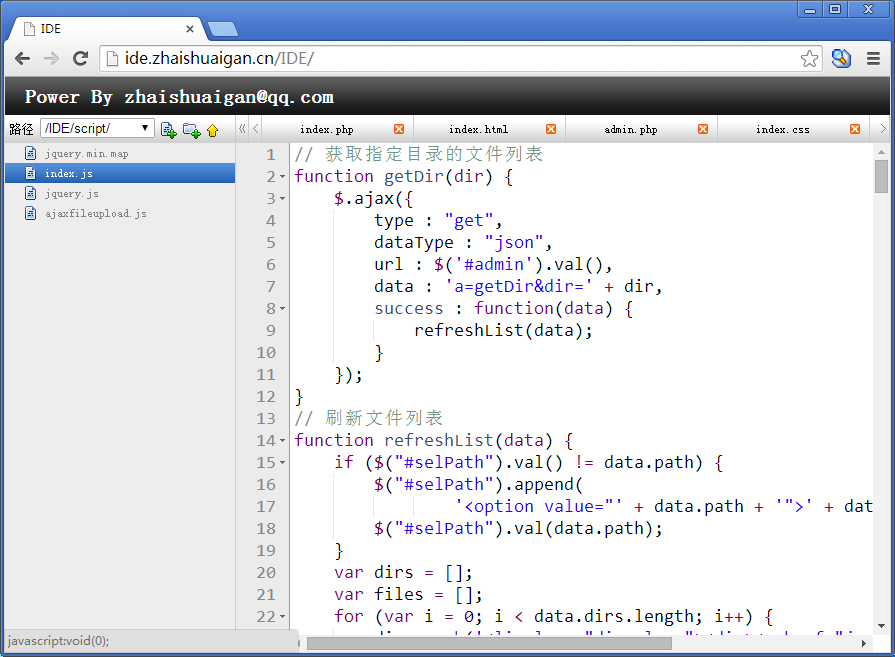 IDE
ide.zhaishuaigan.cn/IDE/
Power By zhaishuaigan@qq.com
路径 /IDE/script/
index.php index.html admin.php index.css
jquery.min.map
index.js
jquery.js
ajaxfileupload.js
1 // 获取指定目录的文件列表
2 function getDir(dir) {
3 $.ajax({
4 type : "get",
5 dataType : "json",
6 url : $('#admin').val(),
7 data : 'a=getDir&dir=' + dir,
8 success : function(data) {
9 refreshList(data);
10 }
11 });
12 }
13 // 刷新文件列表
14 function refreshList(data) {
15 if ($("#selPath").val() != data.path) {
16 $("#selPath").append(
17 '<option value="' + data.path + '">' + dat
18 $("#selPath").val(data.path);
19 }
20 var dirs = [];
21 var files = [];
22 for (var i = 0; i < data.dirs.length; i++) {
javascript:void(0);